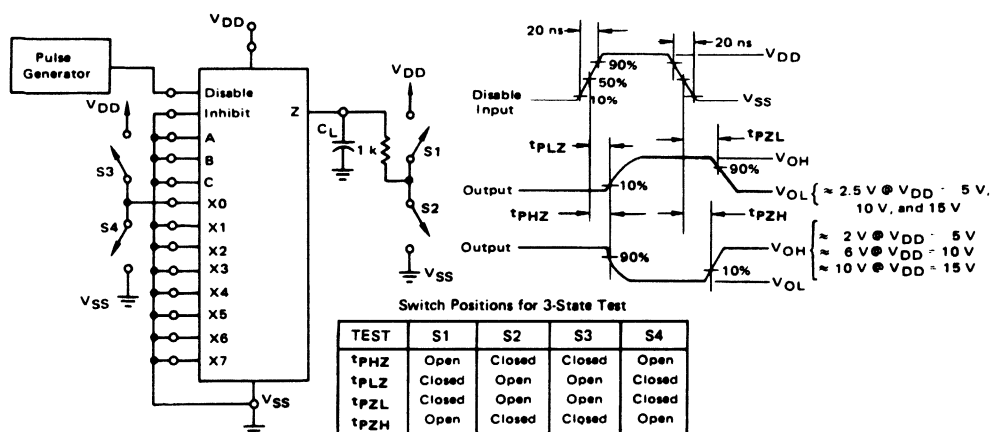 VDD
Pulse
Generator
Disable
Inhibit
A
B
C
X0
X1
X2
X3
X4
X5
X6
X7
Z
VDD
S3
S4
VSS
VSS
CL
1 k
VDD
S1
S2
VSS
20 ns
20 ns
90%
50%
10%
Disable
Input
VDD
VSS
tPLZ
tPZL
Output
10%
VOH
90%
VOL { ≈ 2.5 V @ VDD - 5 V,
10 V, and 15 V
tPHZ
tPZH
Output
90%
10%
VOH
VOL
≈ 2 V @ VDD - 5 V
≈ 6 V @ VDD = 10 V
≈ 10 V @ VDD = 15 V
Switch Positions for 3-State Test
TEST S1 S2 S3 S4
tPHZ Open Closed Closed Open
tPLZ Closed Open Open Closed
tPZL Closed Open Open Closed
tPZH Open Closed Closed Open